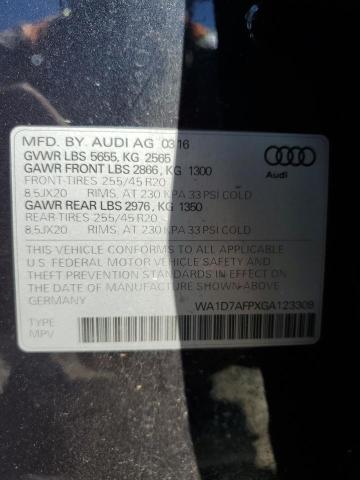 MFD. BY. AUDI AG 03 16
GVWR LBS 5655, KG 2565
GAWR FRONT LBS 2866, KG 1300
FRONT-TIRES 255/45 R20
8.5JX20 RIMS. AT 230 KPA 33 PSI COLD
GAWR REAR LBS 2976, KG 1350
REAR-TIRES 255/45 R20
8.5JX20 RIMS. AT 230 KPA 33 PSI COLD
Audi
THIS VEHICLE CONFORMS TO ALL APPLICABLE
U.S. FEDERAL MOTOR VEHICLE SAFETY AND
THEFT PREVENTION STANDARDS IN EFFECT ON
THE DATE OF MANUFACTURE SHOWN ABOVE
GERMANY
WA1D7AFPXGA123309
TYPE
MPV